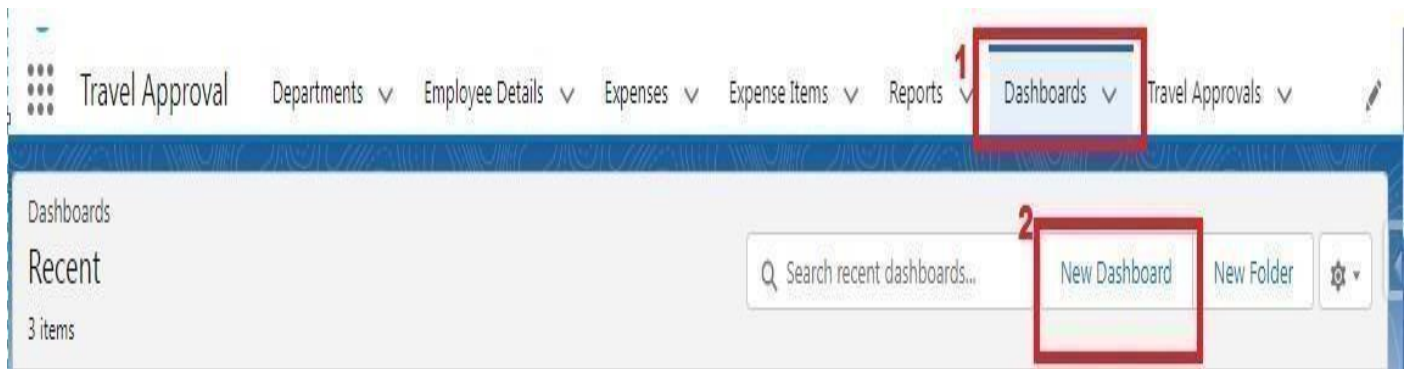 1
Travel Approval Departments Employee Details Expenses Expense Items Reports Dashboards Travel Approvals
Dashboards
2
Recent
Search recent dashboards... New Dashboard New Folder
3 items